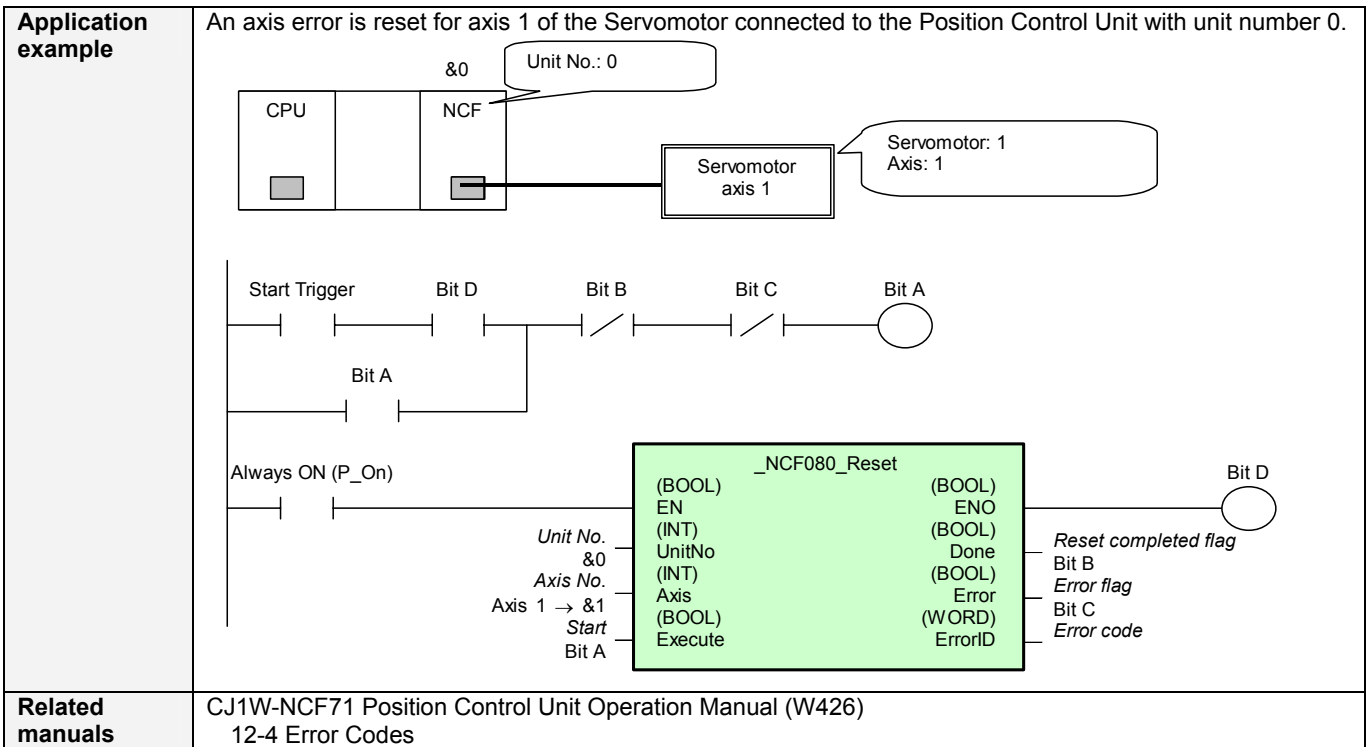 Application example
An axis error is reset for axis 1 of the Servomotor connected to the Position Control Unit with unit number 0.
&0
Unit No.: 0
CPU
NCF
Servomotor: 1
Axis: 1
Servomotor
axis 1
Start Trigger
Bit D
Bit B
Bit C
Bit A
Bit A
Always ON (P_On)
_NCF080_Reset
Bit D
(BOOL)
EN
(BOOL)
ENO
Unit No.
&0
(INT)
UnitNo
(BOOL)
Done
Reset completed flag
Bit B
Axis No.
Axis 1 → &1
(INT)
Axis
(BOOL)
Error
Error flag
Bit C
Start
Bit A
(BOOL)
Execute
(WORD)
ErrorID
Error code
Related manuals
CJ1W-NCF71 Position Control Unit Operation Manual (W426)
12-4 Error Codes